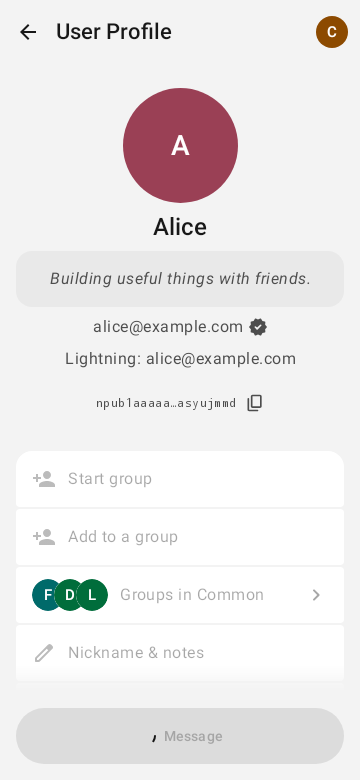 User Profile
C
A
Alice
Building useful things with friends.
alice@example.com
Lightning: alice@example.com
npub1aaaaa…asyujmmd
Start group
Add to a group
F D L Groups in Common
Nickname & notes
Message